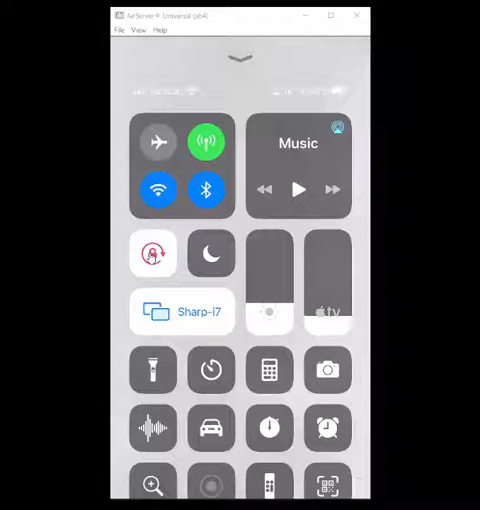 AirServer® Universal (x64)
File View Help
Music
Sharp-i7
tv